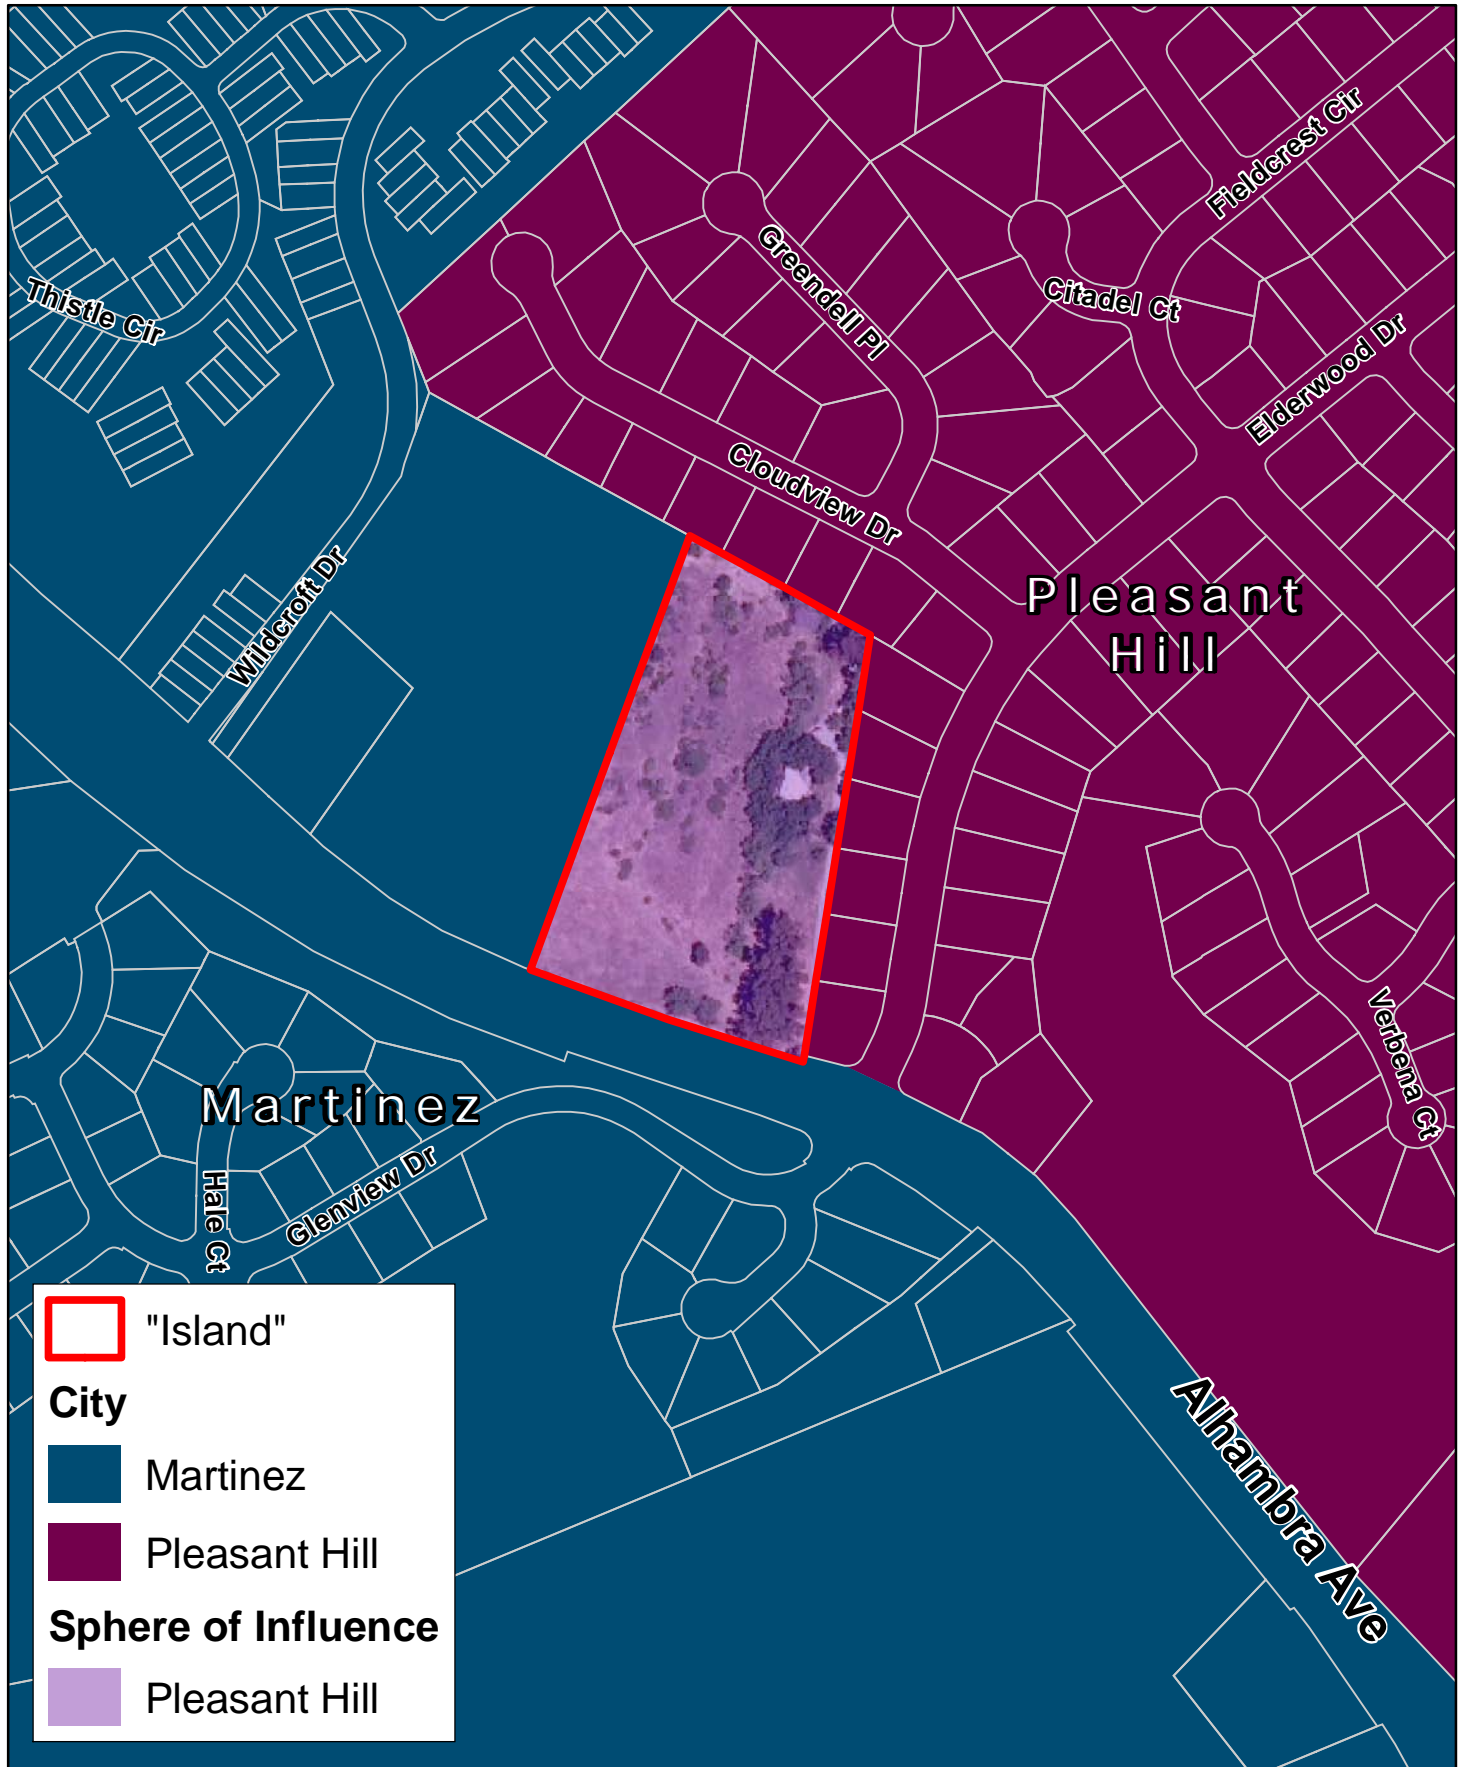 Fieldcrest Cir
Greendell Pl
Citadel Ct
Thistle Cir
Elderwood Dr
Cloudview Dr
Wildcroft Dr
Pleasant
Hill
Verbena Ct
Martinez
Glenview Dr
Hale Ct
Alhambra Ave
"Island"
City
Martinez
Pleasant Hill
Sphere of Influence
Pleasant Hill